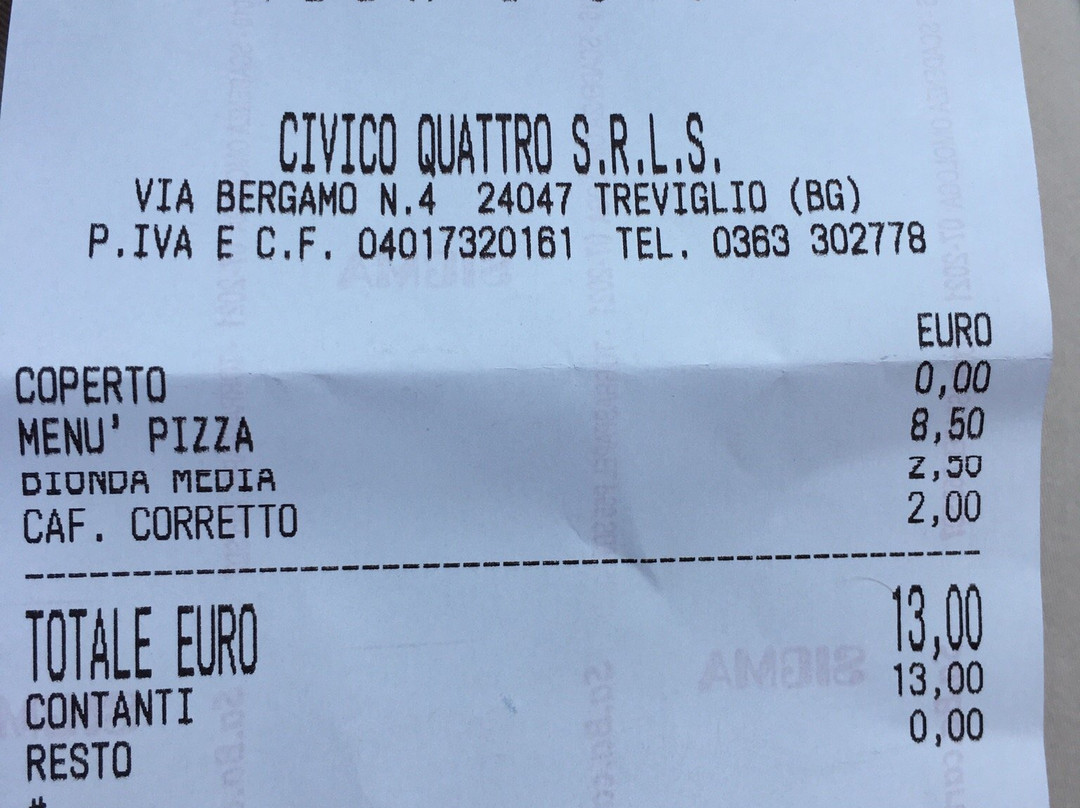 CIVICO QUATTRO S.R.L.S.
VIA BERGAMO N.4 24047 TREVIGLIO (BG)
P.IVA E C.F. 04017320161 TEL. 0363 302778
EURO
COPERTO 0,00
MENU' PIZZA 8,50
BIONDA MEDIA 2,50
CAF. CORRETTO 2,00
TOTALE EURO 13,00
CONTANTI 13,00
RESTO 0,00
SIGMA
SIGMA